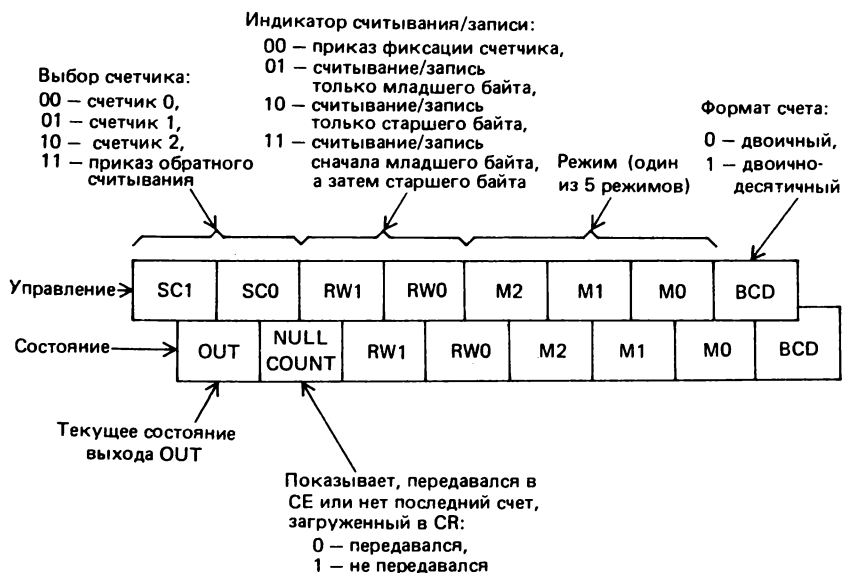 Индикатор считывания/записи:
00 — приказ фиксации счетчика,
01 — считывание/запись
только младшего байта,
10 — считывание/запись
только старшего байта,
11 — считывание/запись
сначала младшего байта,
а затем старшего байта
Выбор счетчика:
00 — счетчик 0,
01 — счетчик 1,
10 — счетчик 2,
11 — приказ обратного
считывания
Режим (один
из 5 режимов)
Формат счета:
0 — двоичный,
1 — двоично-
десятичный
Управление
SC1 SC0 RW1 RW0 M2 M1 M0 BCD
Состояние
OUT NULL COUNT RW1 RW0 M2 M1 M0 BCD
Текущее состояние
выхода OUT
Показывает, передавался в
CE или нет последний счет,
загруженный в CR:
0 — передавался,
1 — не передавался